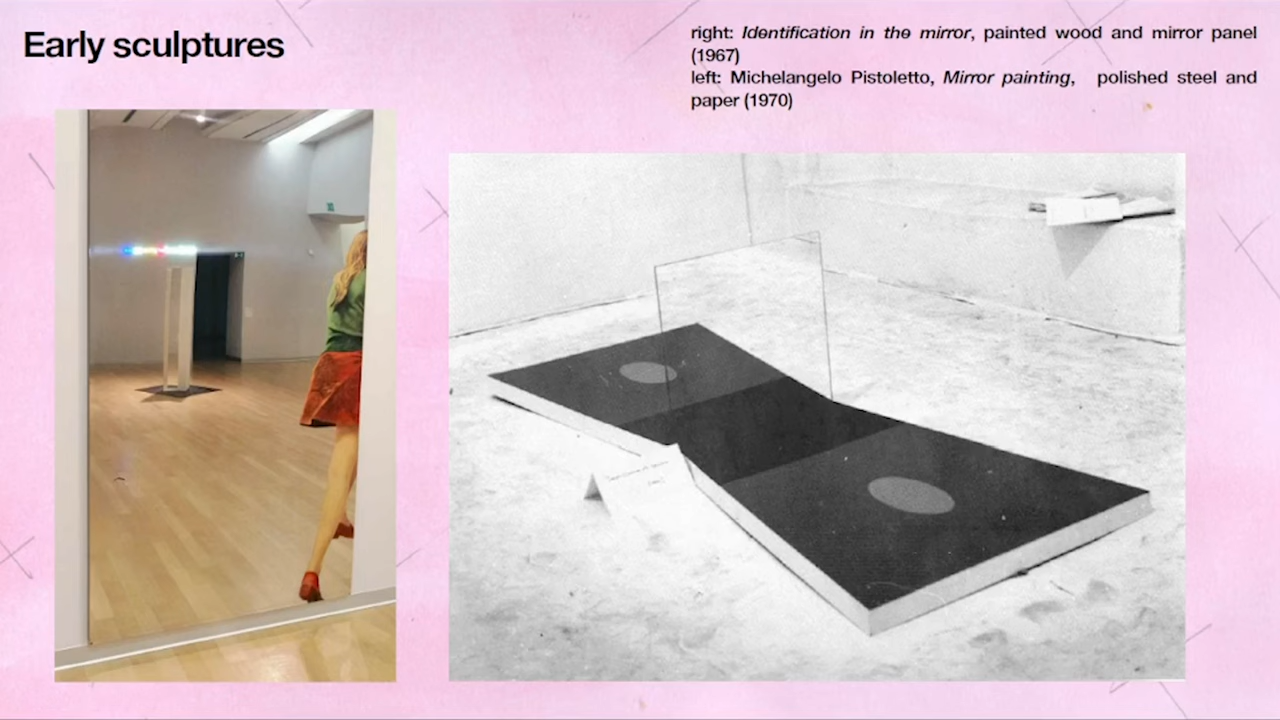 Early sculptures
right: Identification in the mirror, painted wood and mirror panel
(1967)
left: Michelangelo Pistoletto, Mirror painting, polished steel and
paper (1970)